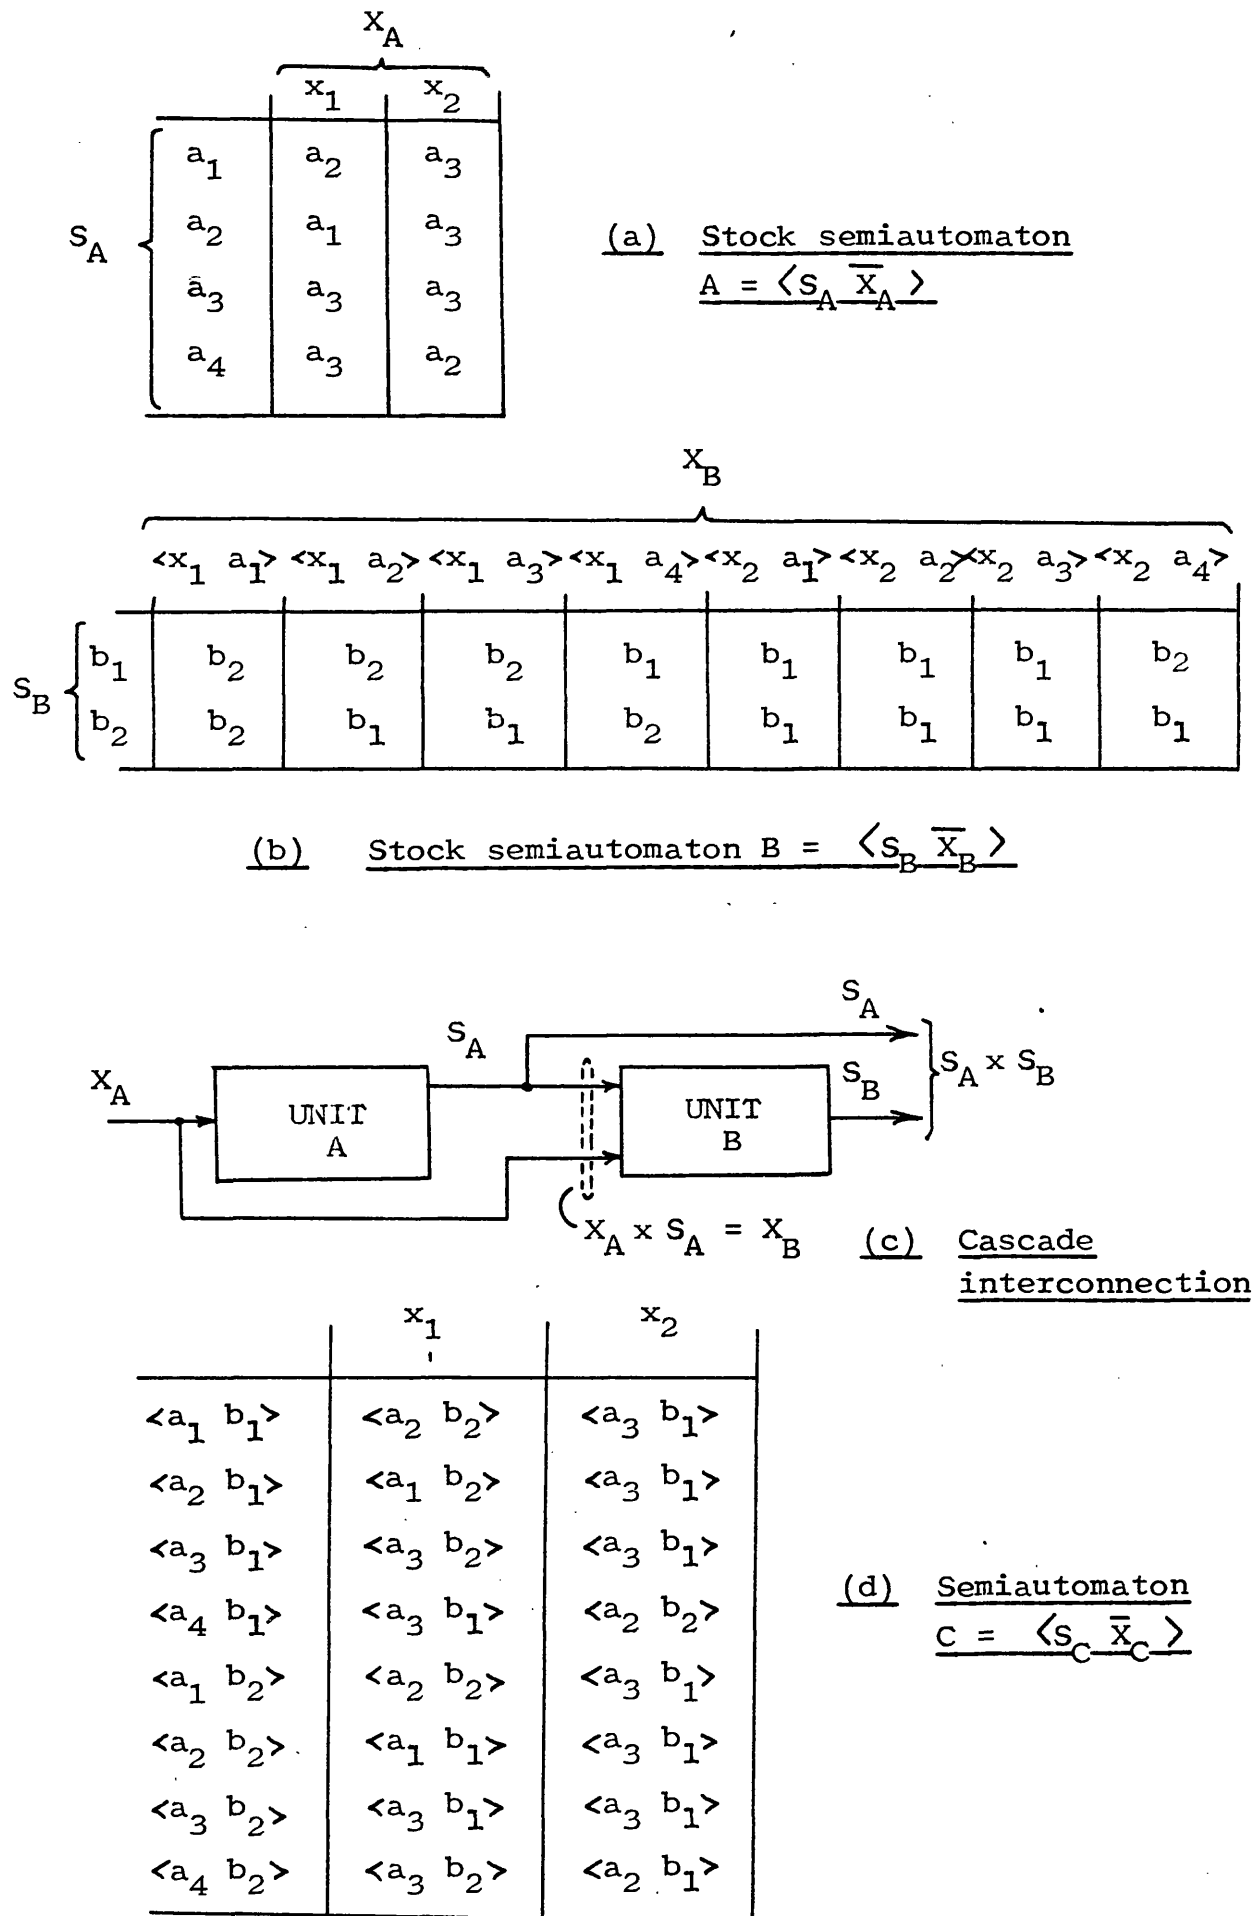 X_A
x_1 x_2
a_1 a_2 a_3
S_A a_2 a_1 a_3
a_3 a_3 a_3
a_4 a_3 a_2
(a) Stock semiautomaton
A = <S_A X̄_A>
X_B
<x_1 a_1> <x_1 a_2> <x_1 a_3> <x_1 a_4> <x_2 a_1> <x_2 a_2> <x_2 a_3> <x_2 a_4>
b_1 b_2 b_2 b_2 b_1 b_1 b_1 b_1 b_2
S_B
b_2 b_2 b_1 b_1 b_2 b_1 b_1 b_1 b_1
(b) Stock semiautomaton B = <S_B X̄_B>
S_A
S_A
X_A
UNIT
A
UNIT
B
S_B
S_A x S_B
X_A x S_A = X_B
(c) Cascade
interconnection
x_1 x_2
<a_1 b_1> <a_2 b_2> <a_3 b_1>
<a_2 b_1> <a_1 b_2> <a_3 b_1>
<a_3 b_1> <a_3 b_2> <a_3 b_1>
<a_4 b_1> <a_3 b_1> <a_2 b_2>
<a_1 b_2> <a_2 b_2> <a_3 b_1>
<a_2 b_2> <a_1 b_1> <a_3 b_1>
<a_3 b_2> <a_3 b_1> <a_3 b_1>
<a_4 b_2> <a_3 b_2> <a_2 b_1>
(d) Semiautomaton
C = <S_C X̄_C>